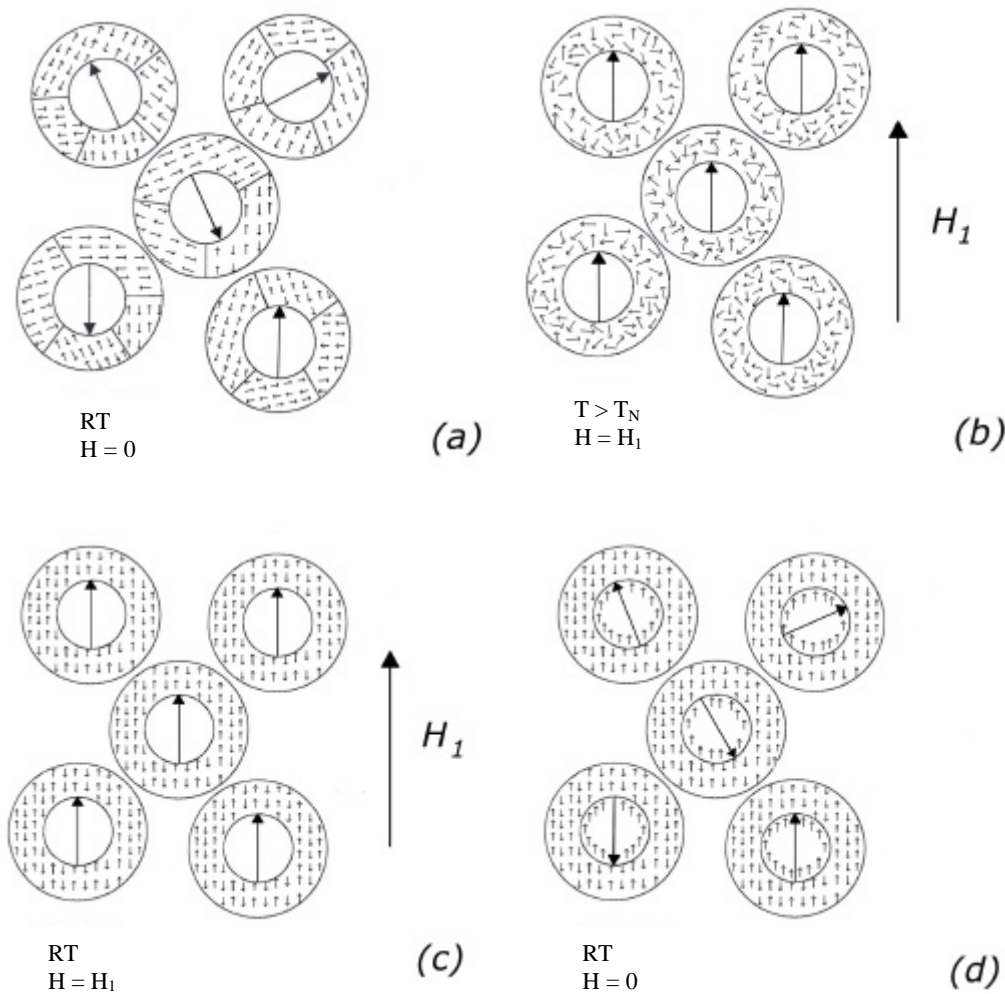 RT
H = 0
(a)
H₁
T > T_N
H = H₁
(b)
H₁
RT
H = H₁
(c)
RT
H = 0
(d)